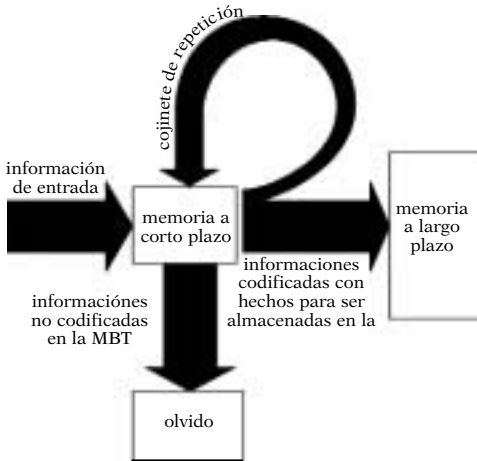 cojinete de repetición
información
de entrada
memoria a
corto plazo
memoria
a largo
plazo
informaciones
codificadas con
hechos para ser
almacenadas en la
informaciónes
no codificadas
en la MBT
olvido